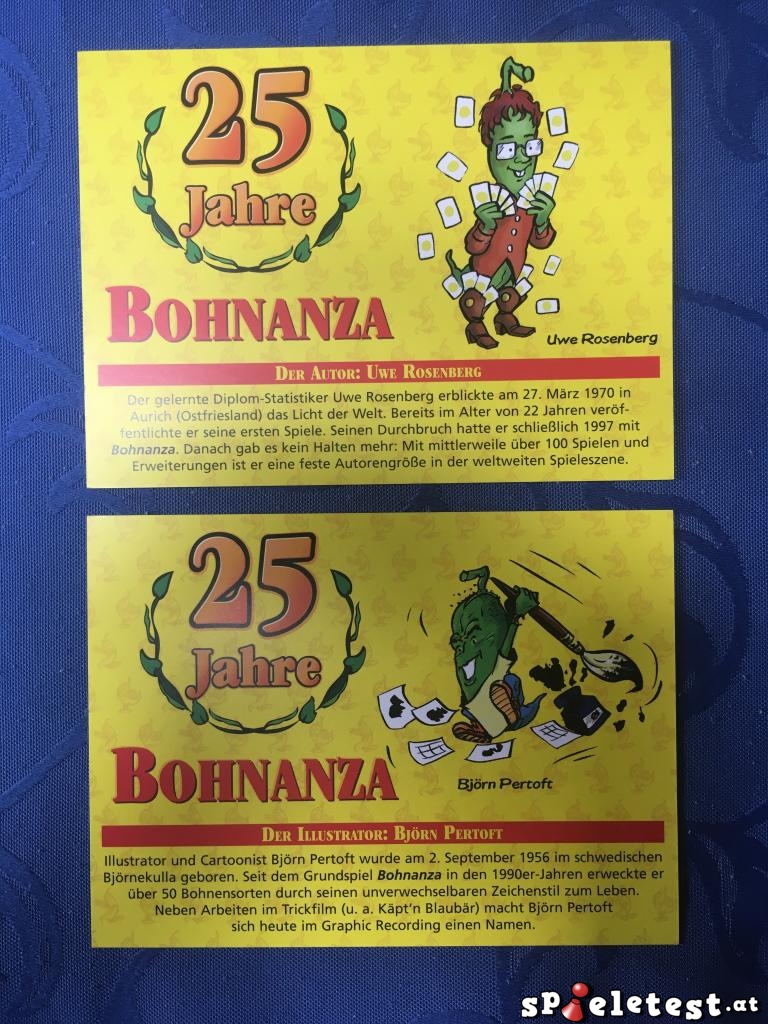 25
Jahre
BOHNANZA
Uwe Rosenberg
DER AUTOR: UWE ROSENBERG
Der gelernte Diplom-Statistiker Uwe Rosenberg erblickte am 27. März 1970 in
Aurich (Ostfriesland) das Licht der Welt. Bereits im Alter von 22 Jahren veröf-
fentlichte er seine ersten Spiele. Seinen Durchbruch hatte er schließlich 1997 mit
Bohnanza. Danach gab es kein Halten mehr: Mit mittlerweile über 100 Spielen und
Erweiterungen ist er eine feste Autorengröße in der weltweiten Spieleszene.
25
Jahre
BOHNANZA
Björn Pertoft
DER ILLUSTRATOR: BJÖRN PERTOFT
Illustrator und Cartoonist Björn Pertoft wurde am 2. September 1956 im schwedischen
Björnekulla geboren. Seit dem Grundspiel Bohnanza in den 1990er-Jahren erweckte er
über 50 Bohnensorten durch seinen unverwechselbaren Zeichenstil zum Leben.
Neben Arbeiten im Trickfilm (u. a. Käpt'n Blaubär) macht Björn Pertoft
sich heute im Graphic Recording einen Namen.
spieletest.at